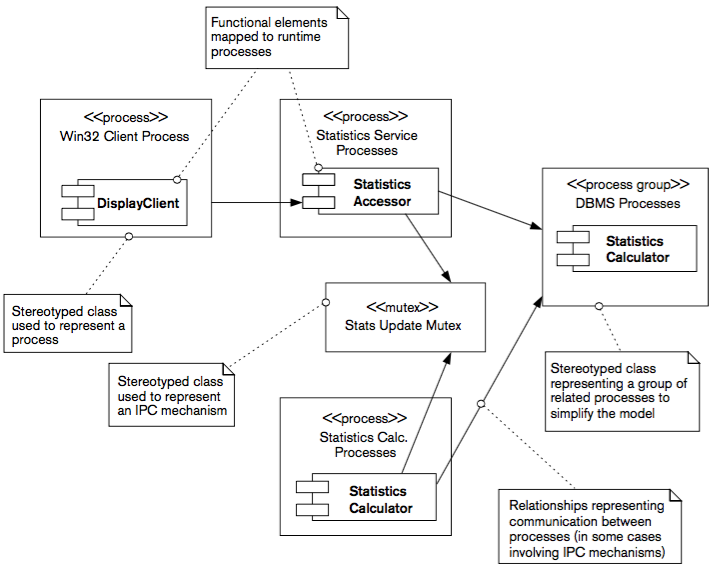 Functional elements
mapped to runtime
processes
<<process>>
Win32 Client Process
DisplayClient
<<process>>
Statistics Service
Processes
Statistics
Accessor
<<process group>>
DBMS Processes
Statistics
Calculator
Stereotyped class
used to represent a
process
<<mutex>>
Stats Update Mutex
Stereotyped class
used to represent
an IPC mechanism
Stereotyped class
representing a group of
related processes to
simplify the model
<<process>>
Statistics Calc.
Processes
Statistics
Calculator
Relationships representing
communication between
processes (in some cases
involving IPC mechanisms)